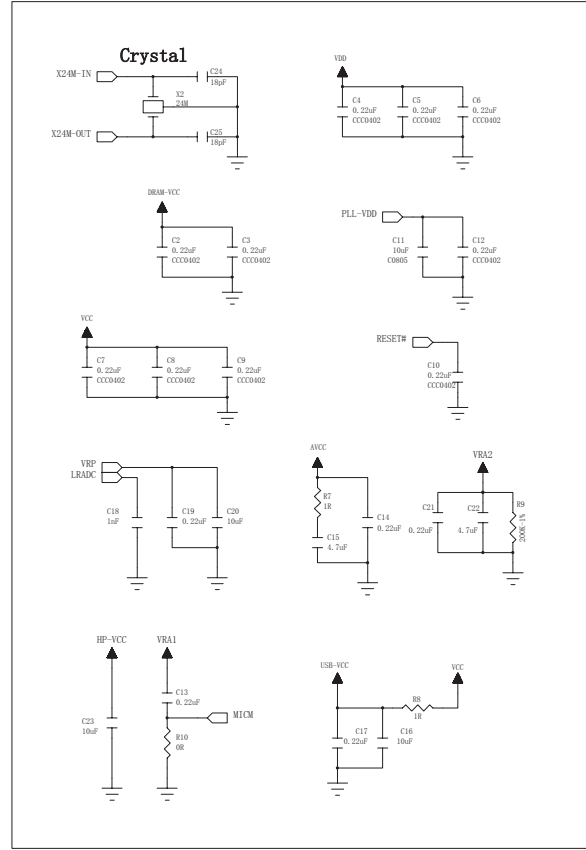 Crystal
X24M-IN
C24
18pF
X2
24M
X24M-OUT
C25
18pF
VDD
C4
0.22uF
CCC0402
C5
0.22uF
CCC0402
C6
0.22uF
CCC0402
DRAM-VCC
C2
0.22uF
CCC0402
C3
0.22uF
CCC0402
PLL-VDD
C11
10uF
C0805
C12
0.22uF
CCC0402
VCC
C7
0.22uF
CCC0402
C8
0.22uF
CCC0402
C9
0.22uF
CCC0402
RESET#
C10
0.22uF
CCC0402
VRP
LRADC
C18
1nF
C19
0.22uF
C20
10uF
AVCC
R7
1R
C15
4.7uF
C14
0.22uF
VRA2
C21
0.22uF
C22
4.7uF
R9
200K-1%
HP-VCC
C23
10uF
VRA1
C13
0.22uF
MICM
R10
0R
USB-VCC
VCC
R8
1R
C17
0.22uF
C16
10uF